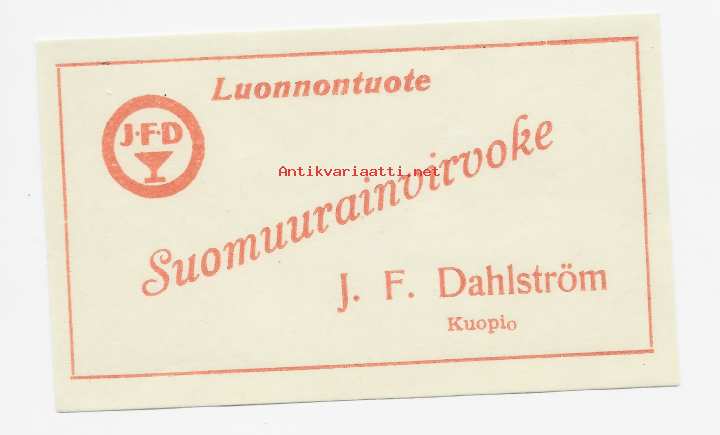 Luonnontuote
J·F·D
Antikvariaatti.net
Suomuurainvirvoke
J. F. Dahlström
Kuopio